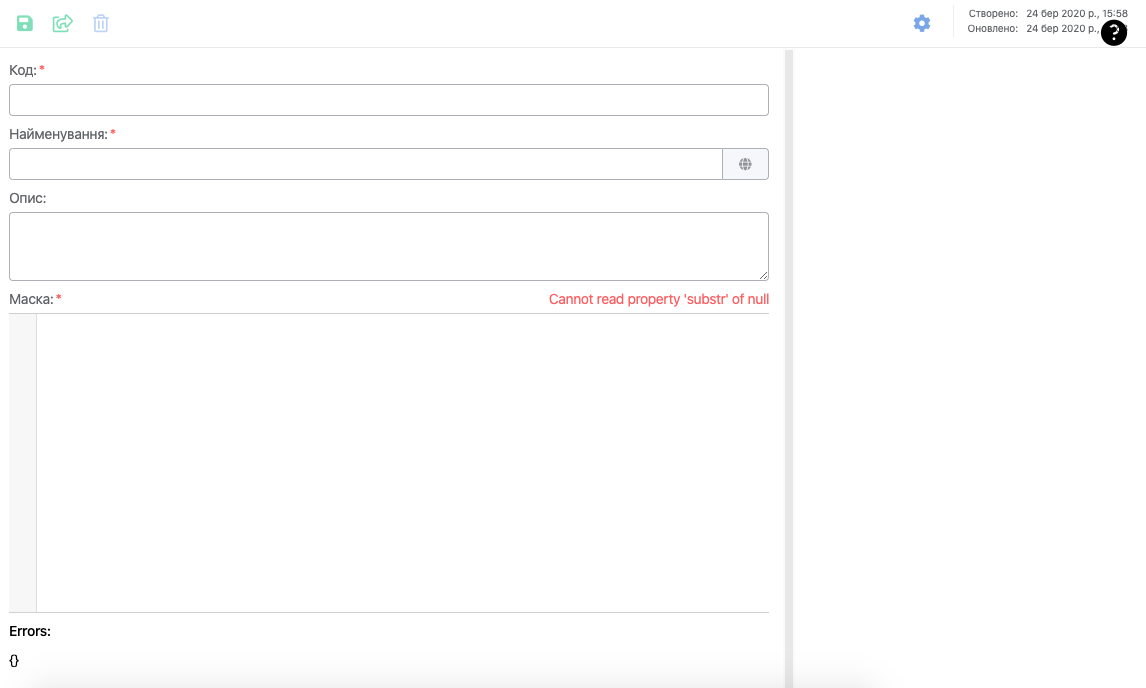 Створено: 24 бер 2020 р., 15:58
Оновлено: 24 бер 2020 р.,
?
Код:*
Найменування:*
Опис:
Маска:* Cannot read property 'substr' of null
Errors:
{}